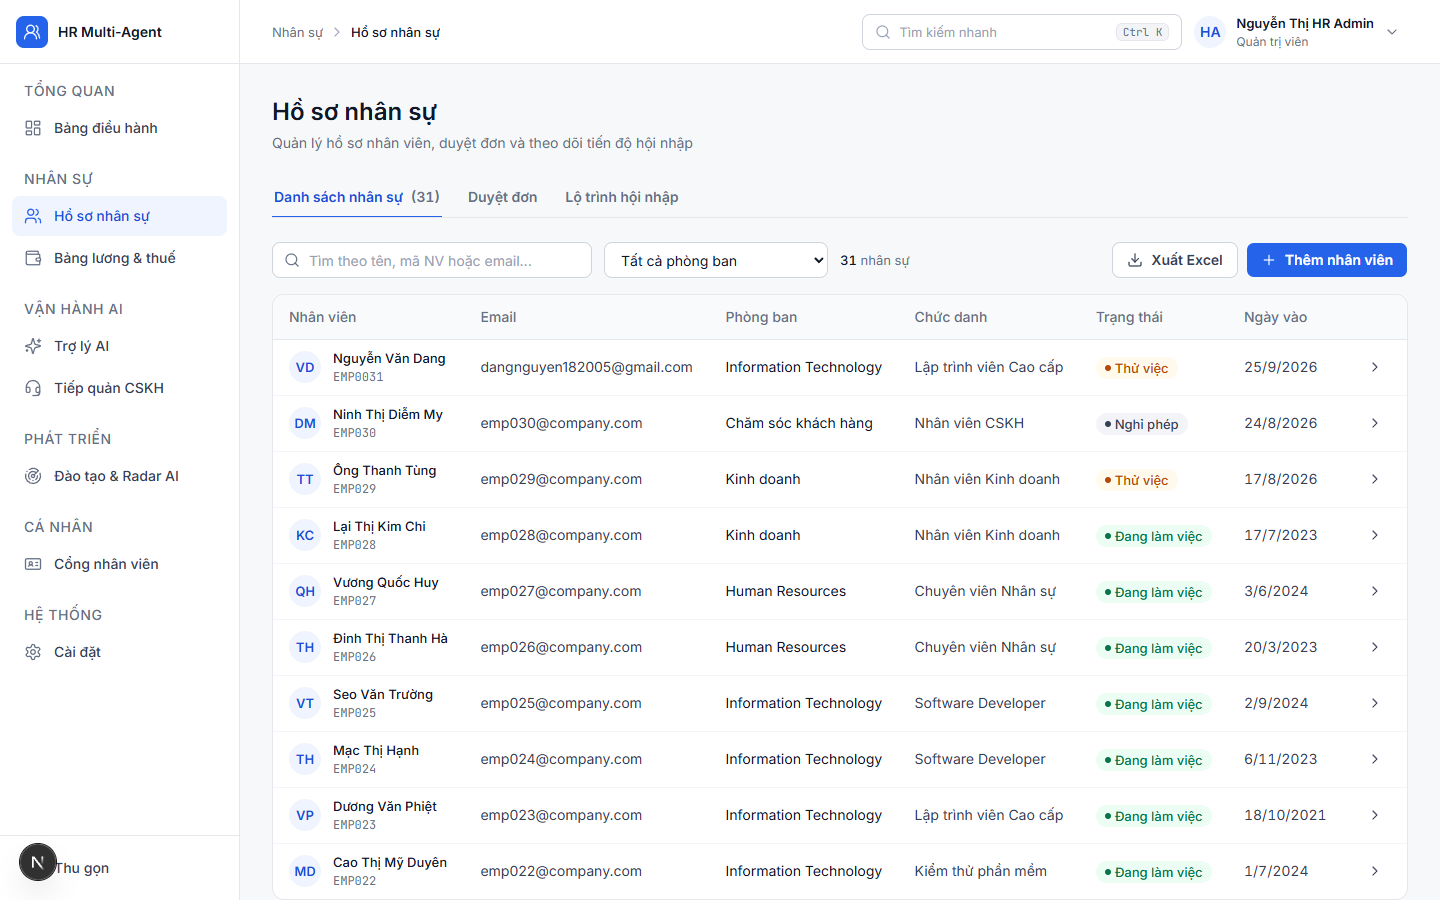 HR Multi-Agent
Nhân sự > Hồ sơ nhân sự
Tìm kiếm nhanh
Ctrl K
HA
Nguyễn Thị HR Admin
Quản trị viên
TỔNG QUAN
Bảng điều hành
NHÂN SỰ
Hồ sơ nhân sự
Bảng lương & thuế
VẬN HÀNH AI
Trợ lý AI
Tiếp quản CSKH
PHÁT TRIỂN
Đào tạo & Radar AI
CÁ NHÂN
Cổng nhân viên
HỆ THỐNG
Cài đặt
N
Thu gọn
Hồ sơ nhân sự
Quản lý hồ sơ nhân viên, duyệt đơn và theo dõi tiến độ hội nhập
Danh sách nhân sự (31) Duyệt đơn Lộ trình hội nhập
Tìm theo tên, mã NV hoặc email... Tất cả phòng ban 31 nhân sự Xuất Excel + Thêm nhân viên
Nhân viên Email Phòng ban Chức danh Trạng thái Ngày vào
VD Nguyễn Văn Dang dangnguyen182005@gmail.com Information Technology Lập trình viên Cao cấp Thử việc 25/9/2026
EMP0031
DM Ninh Thị Diễm My emp030@company.com Chăm sóc khách hàng Nhân viên CSKH Nghỉ phép 24/8/2026
EMP030
TT Ông Thanh Tùng emp029@company.com Kinh doanh Nhân viên Kinh doanh Thử việc 17/8/2026
EMP029
KC Lại Thị Kim Chi emp028@company.com Kinh doanh Nhân viên Kinh doanh Đang làm việc 17/7/2023
EMP028
QH Vương Quốc Huy emp027@company.com Human Resources Chuyên viên Nhân sự Đang làm việc 3/6/2024
EMP027
TH Đinh Thị Thanh Hà emp026@company.com Human Resources Chuyên viên Nhân sự Đang làm việc 20/3/2023
EMP026
VT Seo Văn Trường emp025@company.com Information Technology Software Developer Đang làm việc 2/9/2024
EMP025
TH Mạc Thị Hạnh emp024@company.com Information Technology Software Developer Đang làm việc 6/11/2023
EMP024
VP Dương Văn Phiệt emp023@company.com Information Technology Lập trình viên Cao cấp Đang làm việc 18/10/2021
EMP023
MD Cao Thị Mỹ Duyên emp022@company.com Information Technology Kiểm thử phần mềm Đang làm việc 1/7/2024
EMP022